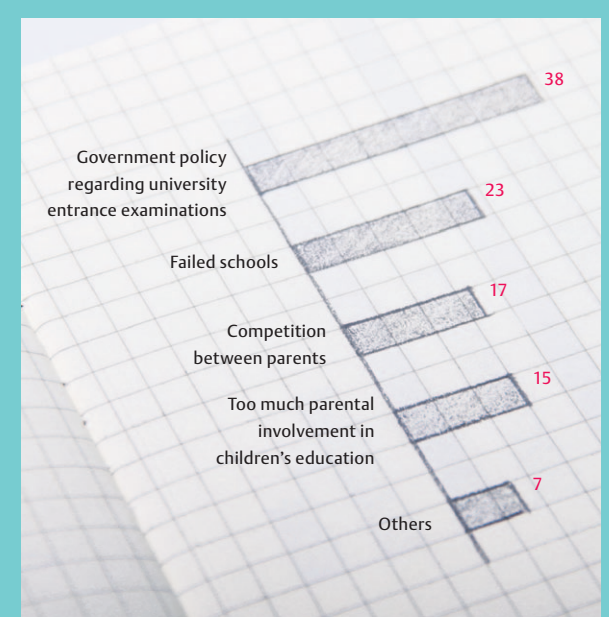 38
Government policy
regarding university
entrance examinations
23
Failed schools
17
Competition
between parents
15
Too much parental
involvement in
children's education
7
Others